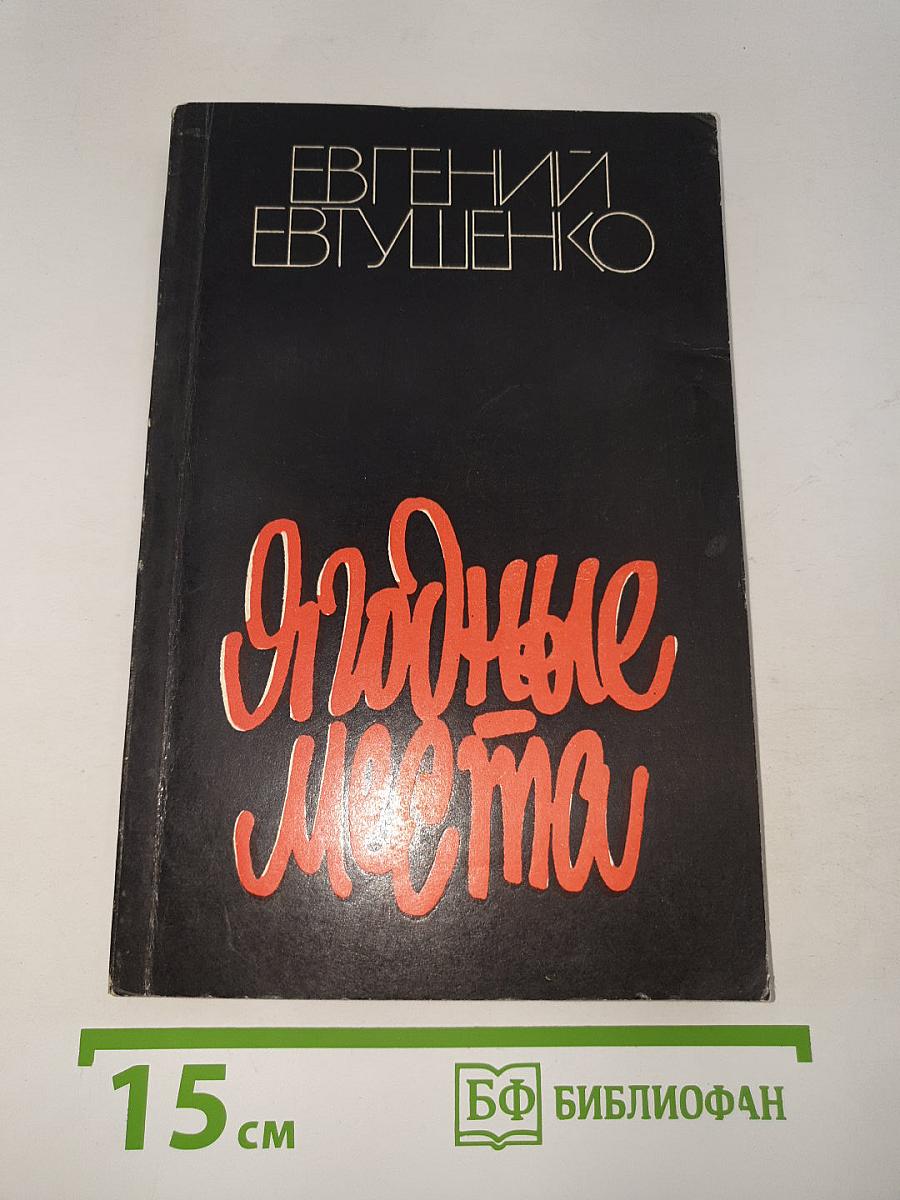 ЕВГЕНИЙ
ЕВТУШЕНКО
Ягодные
места
15 см
БФ БИБЛИОФАН